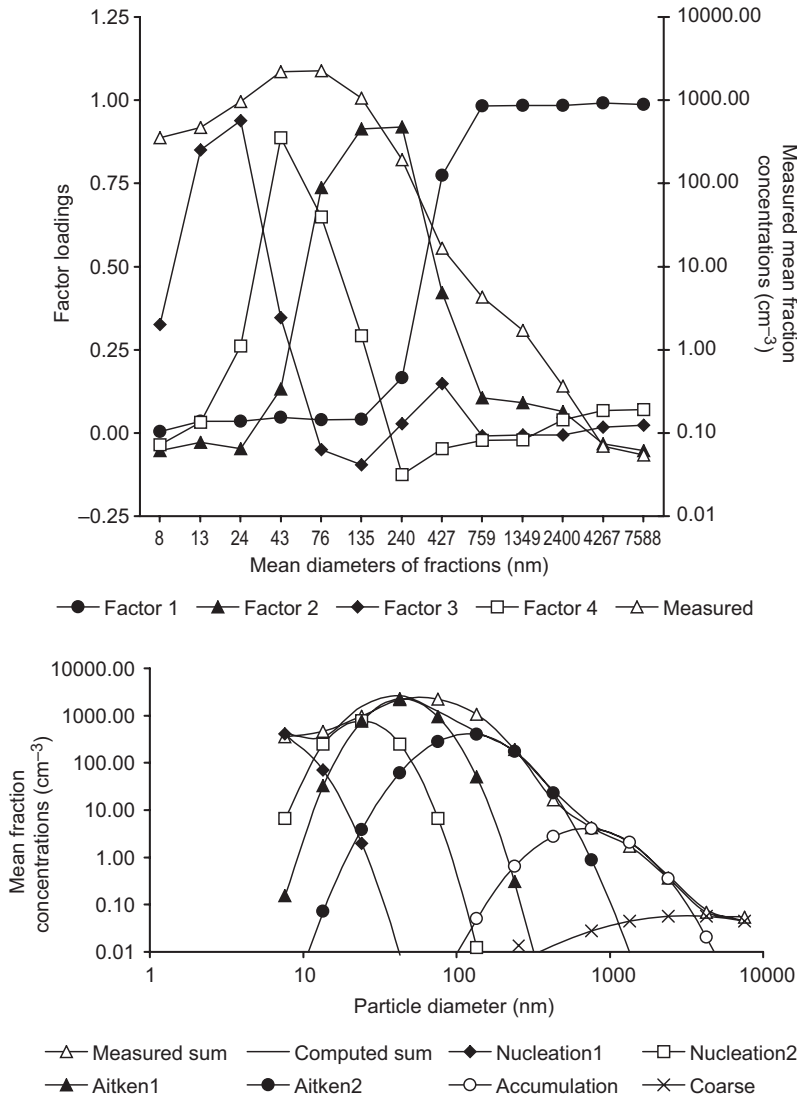 1.25
1.00
0.75
0.50
0.25
0.00
–0.25
Factor loadings
10000.00
1000.00
100.00
10.00
1.00
0.10
0.01
Measured mean fraction
concentrations (cm–3)
8 13 24 43 76 135 240 427 759 1349 2400 4267 7588
Mean diameters of fractions (nm)
Factor 1 Factor 2 Factor 3 Factor 4 Measured
10000.00
1000.00
100.00
10.00
1.00
0.10
0.01
Mean fraction
concentrations (cm–3)
1 10 100 1000 10000
Particle diameter (nm)
Measured sum Computed sum Nucleation1 Nucleation2
Aitken1 Aitken2 Accumulation Coarse